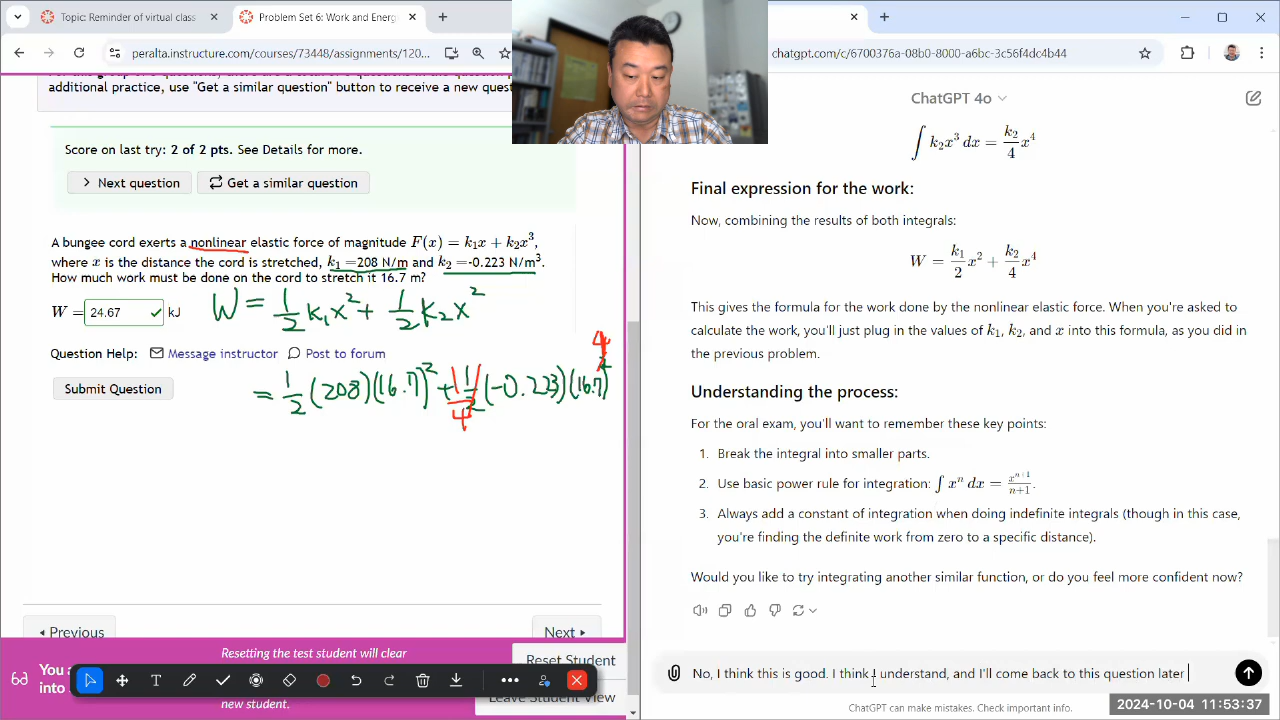 Topic: Reminder of virtual class
Problem Set 6: Work and Energ
peralta.instructure.com/courses/73448/assignments/120...
chatgpt.com/c/6700376a-08b0-8000-a6bc-3c56f4dc4b44
additional practice, use "Get a similar question" button to receive a new quest
Score on last try: 2 of 2 pts. See Details for more.
Next question
Get a similar question
A bungee cord exerts a nonlinear elastic force of magnitude F(x) = k₁x + k₂x³,
where x is the distance the cord is stretched, k₁ =208 N/m and k₂ =-0.223 N/m³.
How much work must be done on the cord to stretch it 16.7 m?
W = 24.67 kJ
W = 1/2 k₁x² + 1/2 k₂x²
Question Help: Message instructor Post to forum
= 1/2 (208)(16.7)² + 1/4 (-0.223)(16.7)⁴
Submit Question
Previous
Next
You a
into
Resetting the test student will clear
new student.
Reset Student
Leave Student View
ChatGPT 4o
∫ k₂x³ dx = k₂/4 x⁴
Final expression for the work:
Now, combining the results of both integrals:
W = k₁/2 x² + k₂/4 x⁴
This gives the formula for the work done by the nonlinear elastic force. When you're asked to
calculate the work, you'll just plug in the values of k₁, k₂, and x into this formula, as you did in
the previous problem.
Understanding the process:
For the oral exam, you'll want to remember these key points:
1. Break the integral into smaller parts.
2. Use basic power rule for integration: ∫ xⁿ dx = xⁿ⁺¹/n+1.
3. Always add a constant of integration when doing indefinite integrals (though in this case,
you're finding the definite work from zero to a specific distance).
Would you like to try integrating another similar function, or do you feel more confident now?
No, I think this is good. I think I understand, and I'll come back to this question later
ChatGPT can make mistakes. Check important info.
2024-10-04 11:53:37